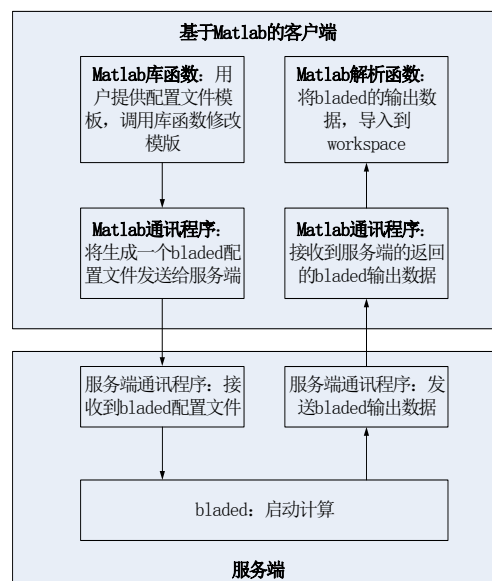 基于Matlab的客户端
Matlab库函数：用
户提供配置文件模
板，调用库函数修改
模版
Matlab解析函数：
将bladed的输出数
据，导入到
workspace
Matlab通讯程序：
将生成一个bladed配
置文件发送给服务端
Matlab通讯程序：
接收到服务端的返回
的bladed输出数据
服务端通讯程序：接
收到bladed配置文件
服务端通讯程序：发
送bladed输出数据
bladed：启动计算
服务端